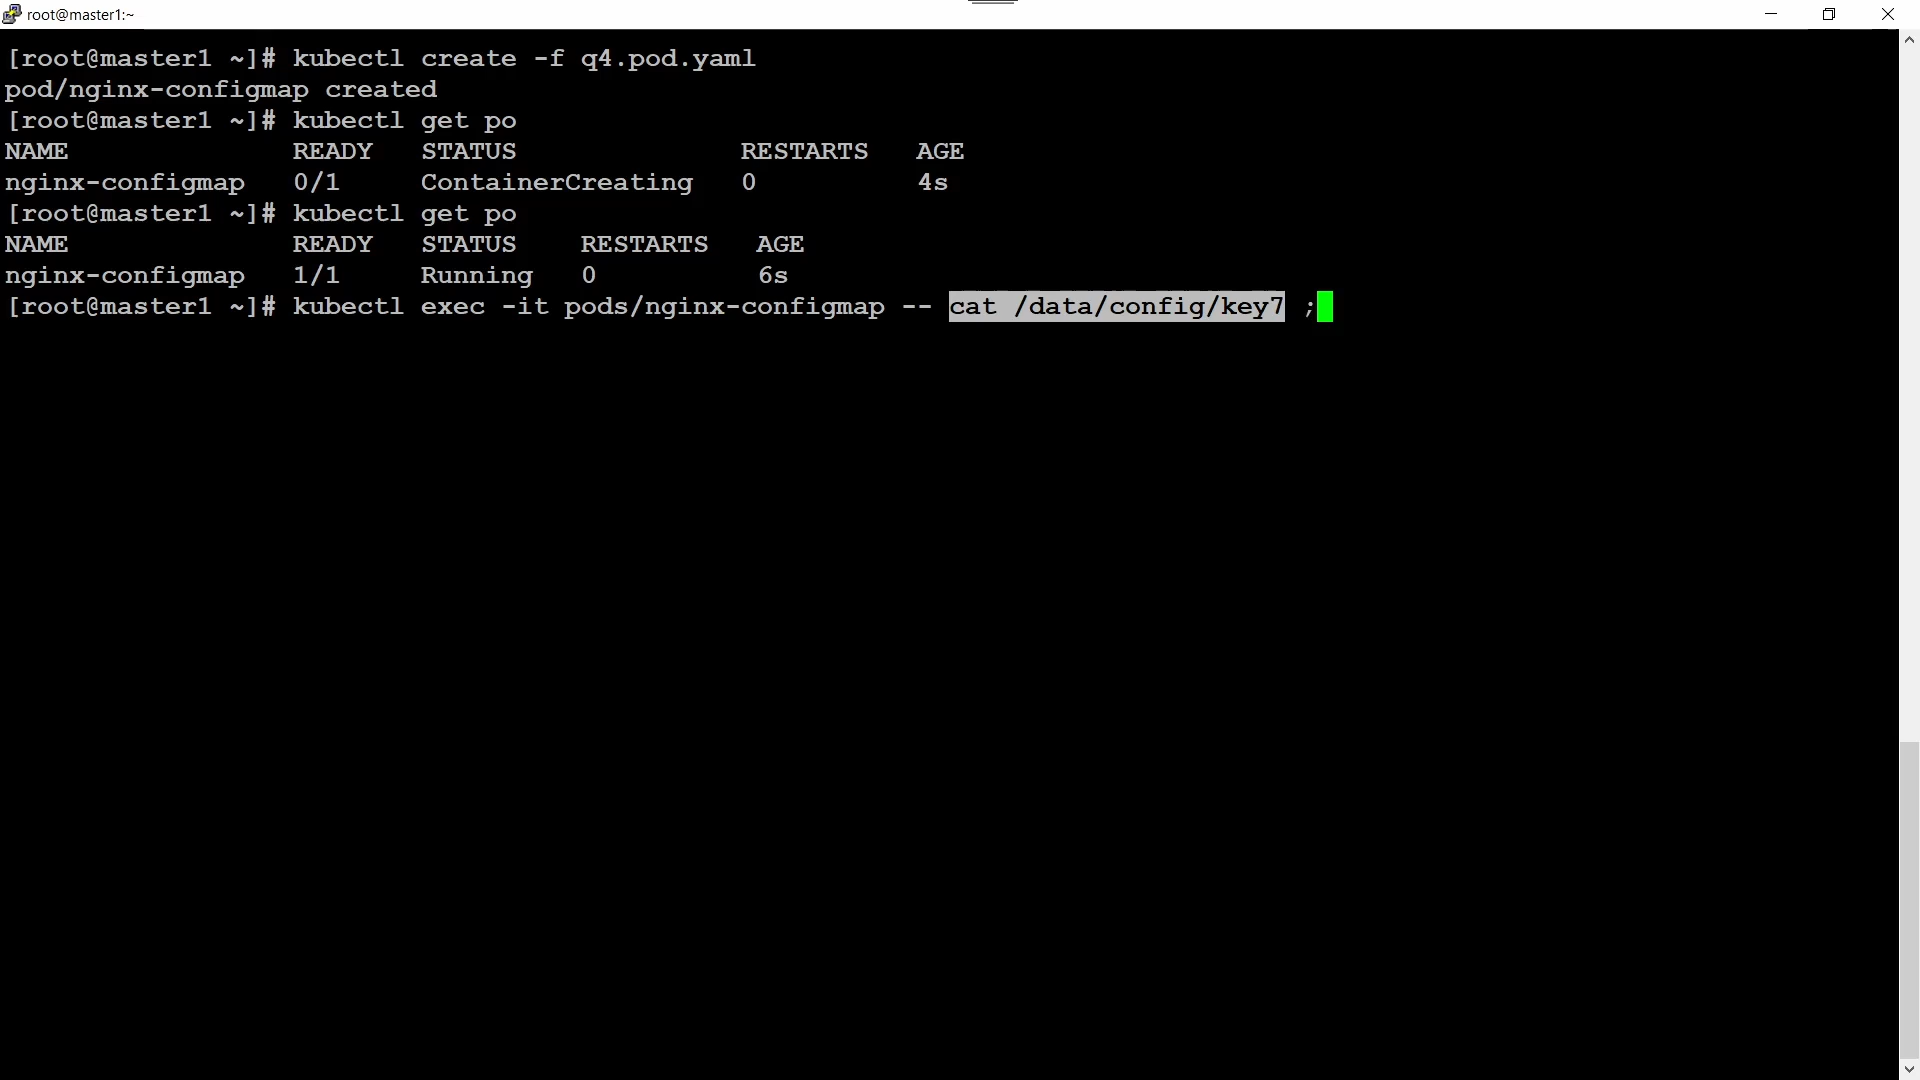 root@master1:~
[root@master1 ~]# kubectl create -f q4.pod.yaml
pod/nginx-configmap created
[root@master1 ~]# kubectl get po
NAME READY STATUS RESTARTS AGE
nginx-configmap 0/1 ContainerCreating 0 4s
[root@master1 ~]# kubectl get po
NAME READY STATUS RESTARTS AGE
nginx-configmap 1/1 Running 0 6s
[root@master1 ~]# kubectl exec -it pods/nginx-configmap -- cat /data/config/key7 ;